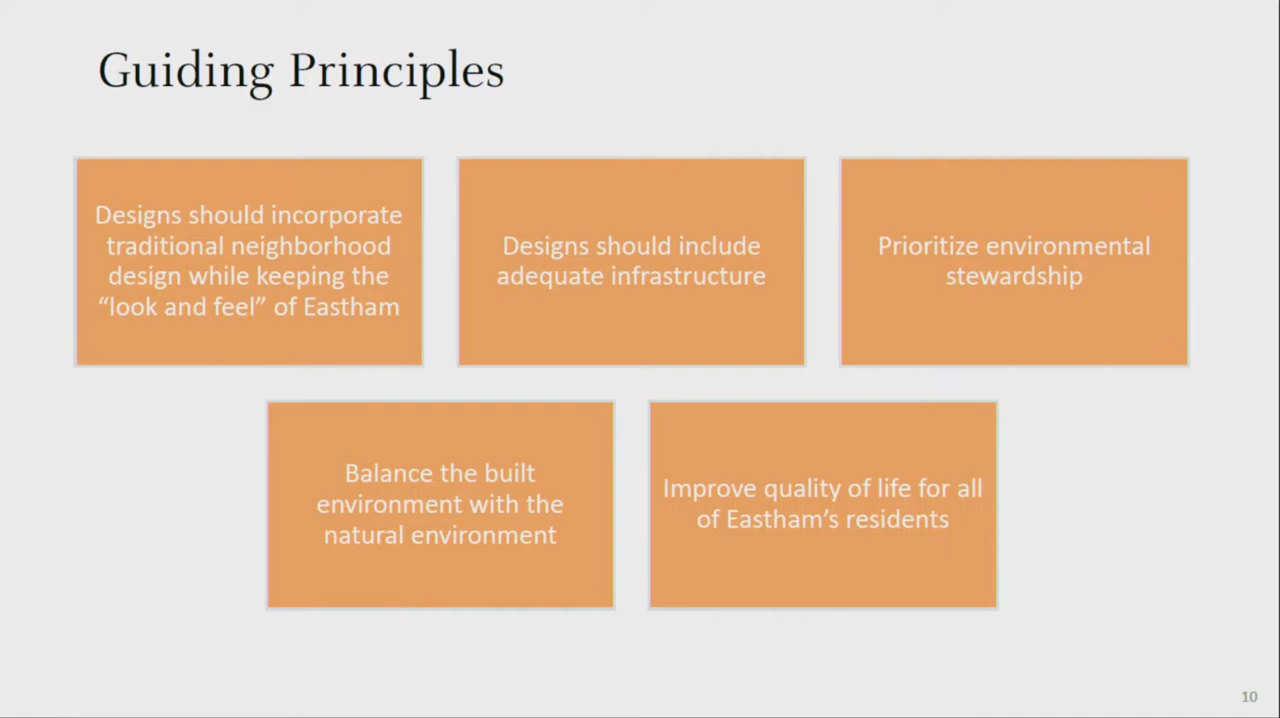 Guiding Principles
Designs should incorporate
traditional neighborhood
design while keeping the
“look and feel” of Eastham
Designs should include
adequate infrastructure
Prioritize environmental
stewardship
Balance the built
environment with the
natural environment
Improve quality of life for all
of Eastham’s residents
10